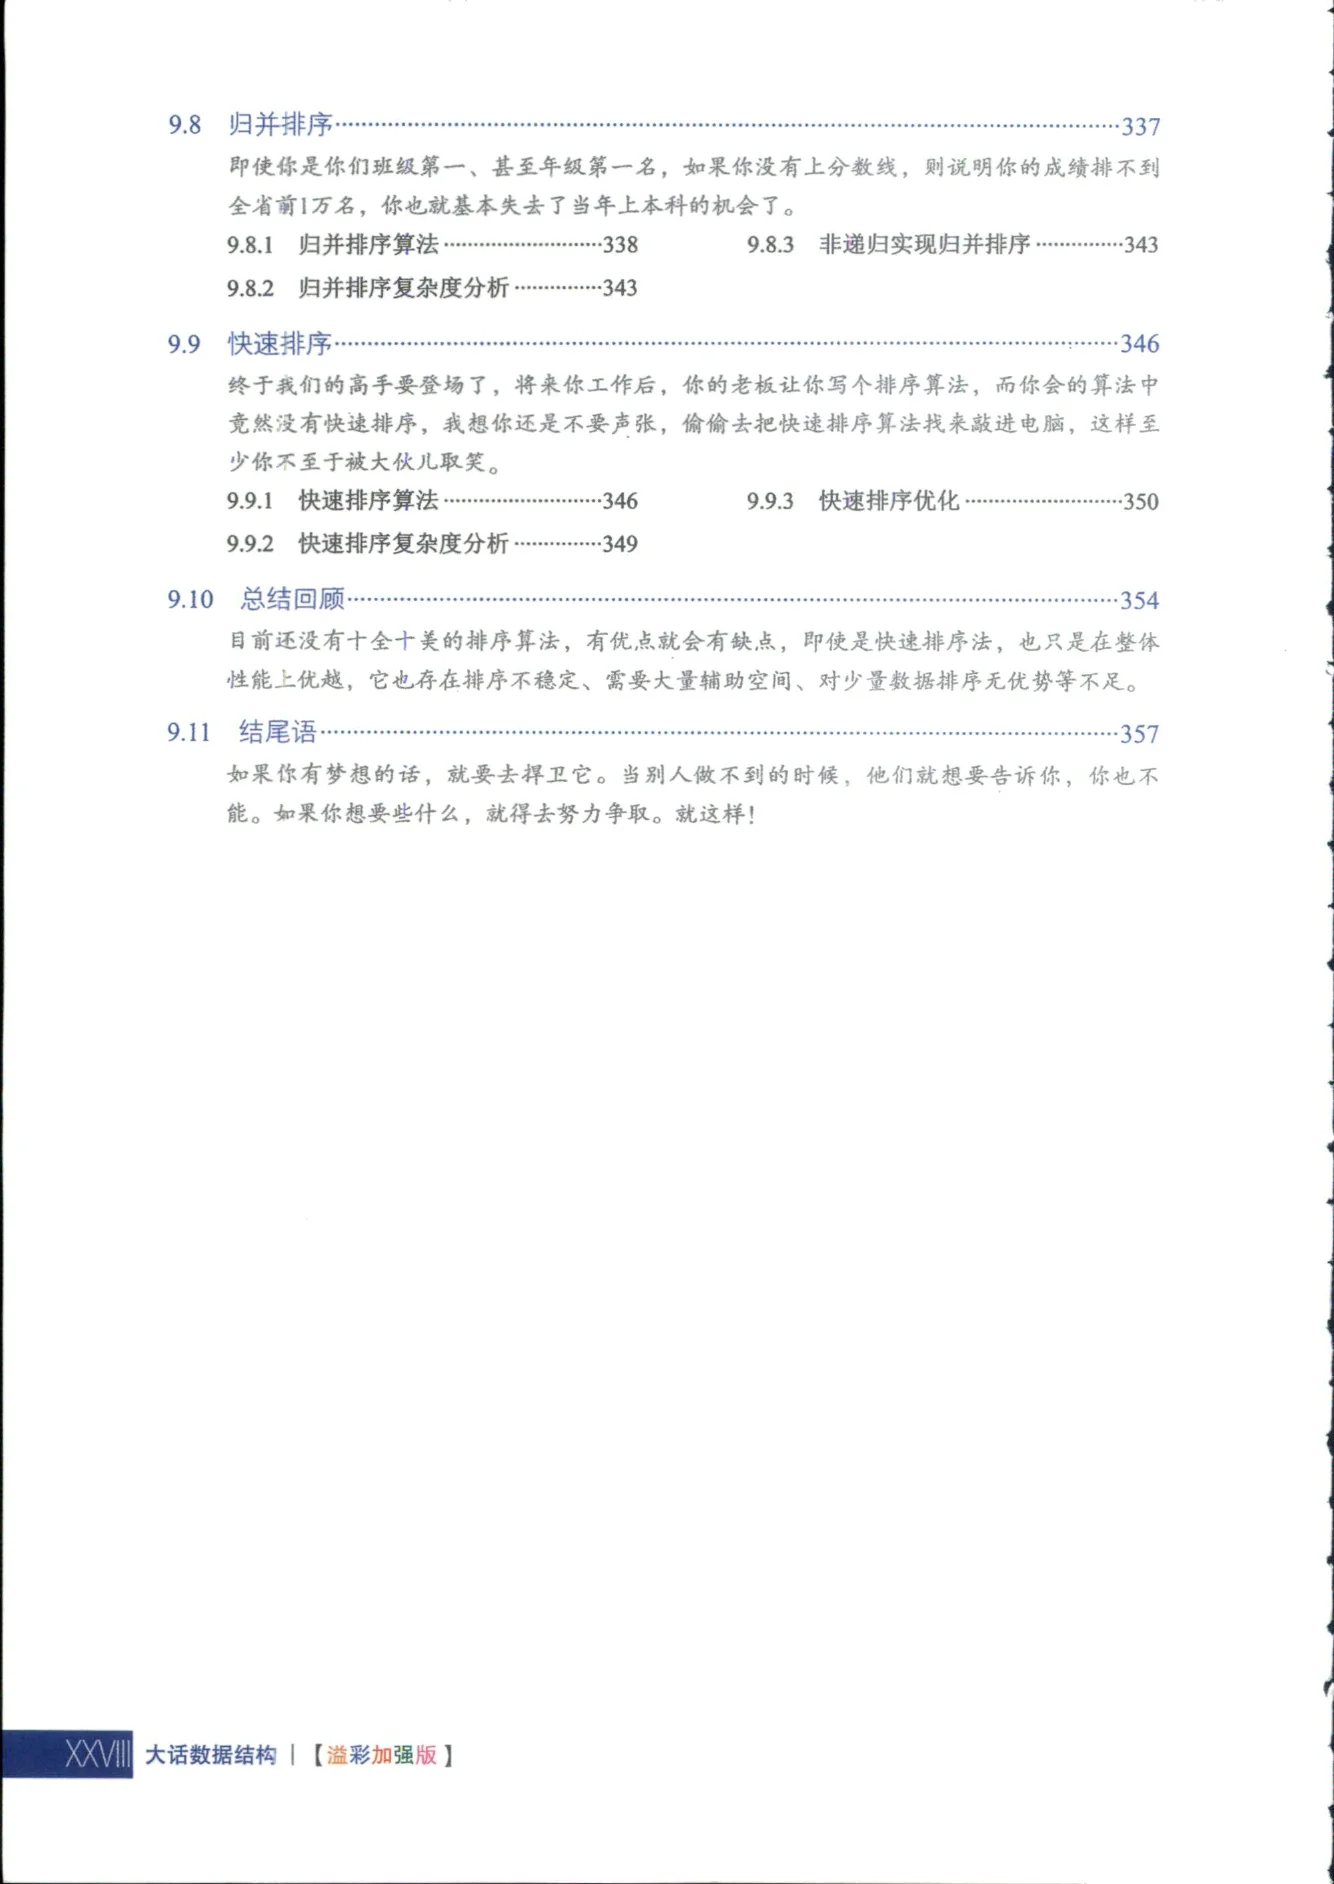 9.8 归并排序……337
即使你是你们班级第一、甚至年级第一名，如果你没有上分数线，则说明你的成绩排不到
全省前1万名，你也就基本失去了当年上本科的机会了。
9.8.1 归并排序算法……338 9.8.3 非递归实现归并排序……343
9.8.2 归并排序复杂度分析……343
9.9 快速排序……346
终于我们的高手要登场了，将来你工作后，你的老板让你写个排序算法，而你会的算法中
竟然没有快速排序，我想你还是不要声张，偷偷去把快速排序算法找来敲进电脑，这样至
少你不至于被大伙儿取笑。
9.9.1 快速排序算法……346 9.9.3 快速排序优化……350
9.9.2 快速排序复杂度分析……349
9.10 总结回顾……354
目前还没有十全十美的排序算法，有优点就会有缺点，即使是快速排序法，也只是在整体
性能上优越，它也存在排序不稳定、需要大量辅助空间、对少量数据排序无优势等不足。
9.11 结尾语……357
如果你有梦想的话，就要去捍卫它。当别人做不到的时候，他们就想要告诉你，你也不
能。如果你想要些什么，就得去努力争取。就这样！
XXVIII 大话数据结构 | 【溢彩加强版】